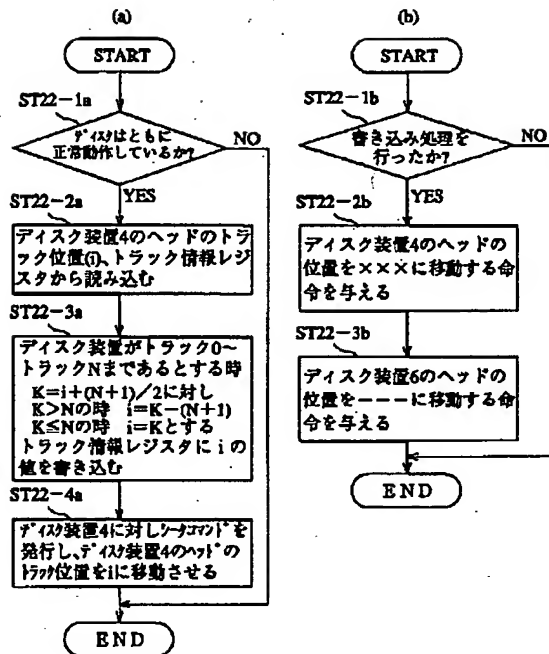 (a)
START
ST22-1a
ディスクはともに
正常動作しているか?
NO
YES
ST22-2a
ディスク装置4のヘッドのトラ
ック位置(i)、トラック情報レジ
スタから読み込む
ST22-3a
ディスク装置がトラック0~
トラックNまであるとする時
K=i+(N+1)/2に対し
K>Nの時 i=K-(N+1)
K≦Nの時 i=Kとする
トラック情報レジスタに i の
値を書き込む
ST22-4a
ディスク装置4に対しシークコマンドを
発行し、ディスク装置4のヘッドの
トラック位置をiに移動させる
END
(b)
START
ST22-1b
書き込み処理を
行ったか?
NO
YES
ST22-2b
ディスク装置4のヘッドの
位置を×××に移動する命
令を与える
ST22-3b
ディスク装置6のヘッドの
位置を---に移動する命
令を与える
END